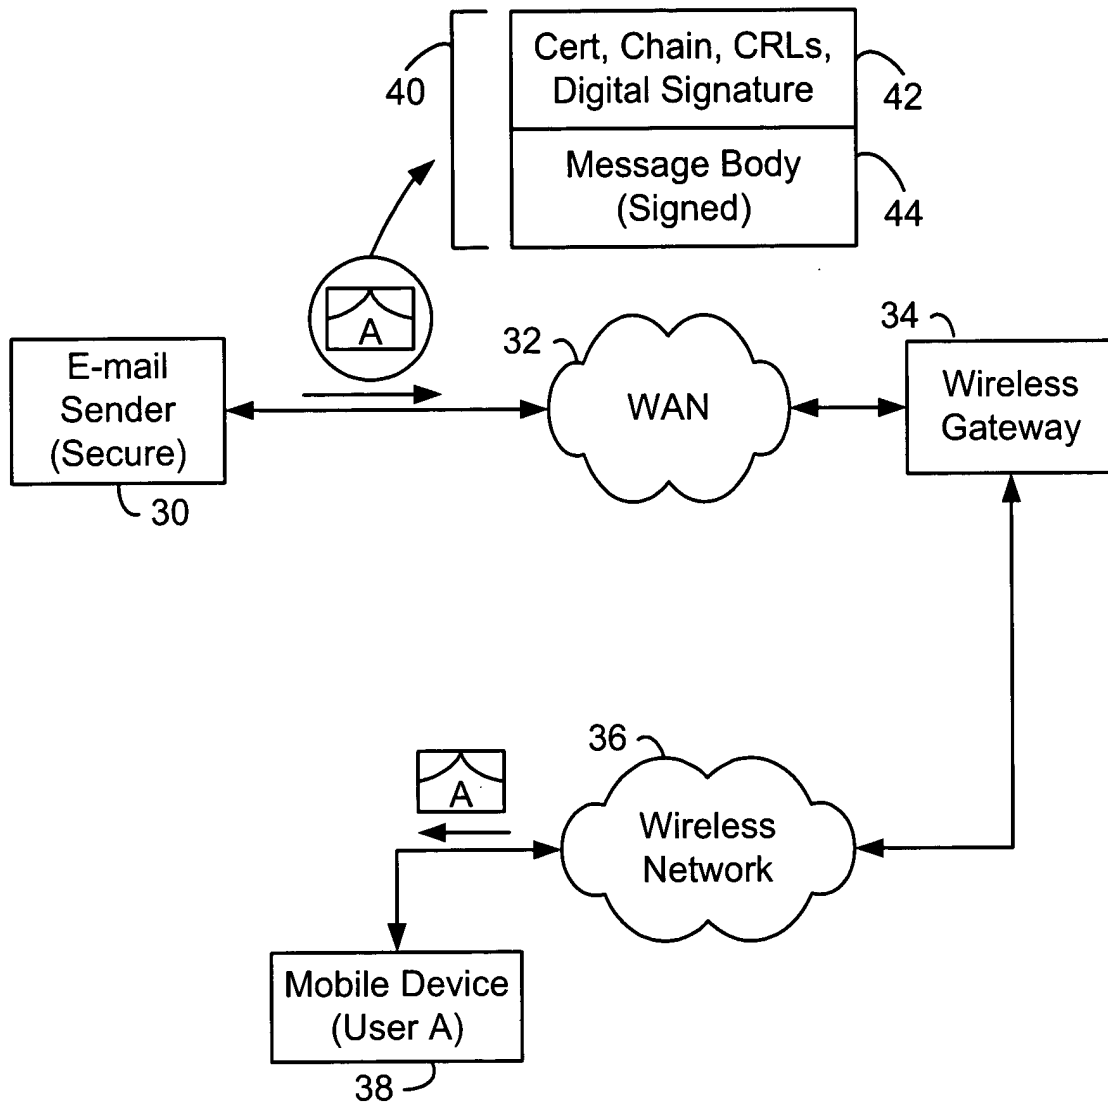 40
Cert, Chain, CRLs,
Digital Signature
42
Message Body
(Signed)
44
A
E-mail
Sender
(Secure)
30
32
WAN
34
Wireless
Gateway
36
A
Wireless
Network
Mobile Device
(User A)
38